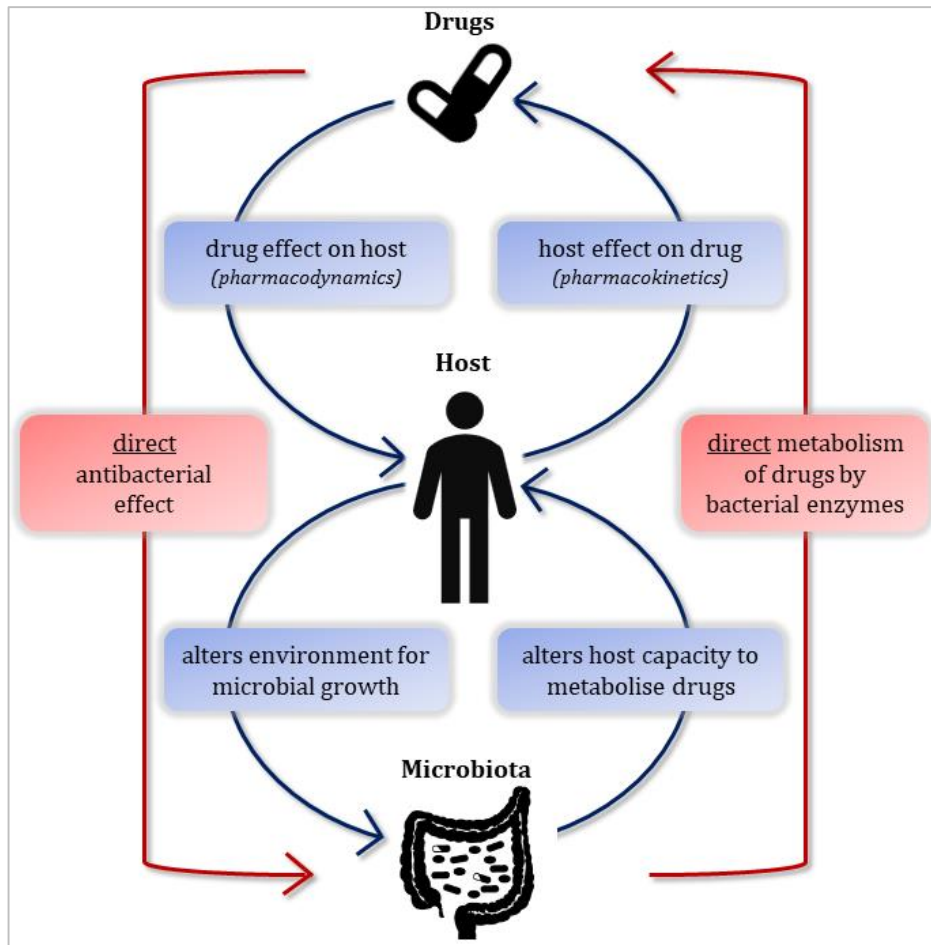 Drugs
drug effect on host
(pharmacodynamics)
host effect on drug
(pharmacokinetics)
Host
direct
antibacterial
effect
direct metabolism
of drugs by
bacterial enzymes
alters environment for
microbial growth
alters host capacity to
metabolise drugs
Microbiota